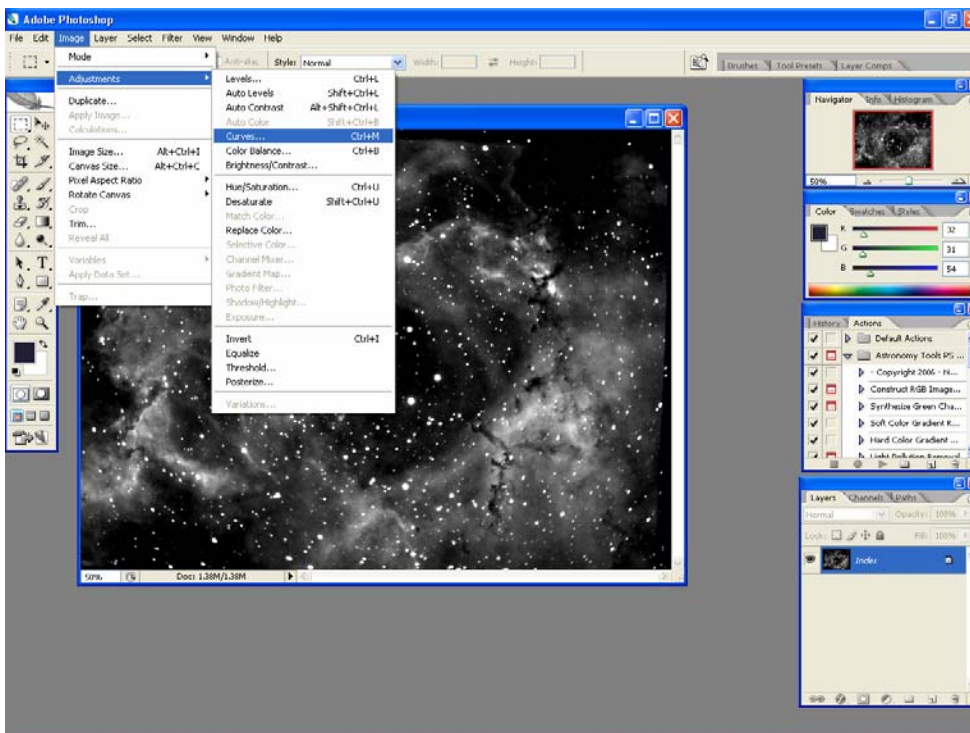 Adobe Photoshop
File Edit Image Layer Select Filter View Window Help
Anti-alias Style: Normal Width: Height:
Brushes Tool Presets Layer Comps
Mode
Adjustments
Duplicate...
Apply Image...
Calculations...
Image Size... Alt+Ctrl+I
Canvas Size... Alt+Ctrl+C
Pixel Aspect Ratio
Rotate Canvas
Crop
Trim...
Reveal All
Variables
Apply Data Set...
Trap...
Levels... Ctrl+L
Auto Levels Shift+Ctrl+L
Auto Contrast Alt+Shift+Ctrl+L
Auto Color Shift+Ctrl+B
Curves... Ctrl+M
Color Balance... Ctrl+B
Brightness/Contrast...
Hue/Saturation... Ctrl+U
Desaturate Shift+Ctrl+U
Match Color...
Replace Color...
Selective Color...
Channel Mixer...
Gradient Map...
Photo Filter...
Shadow/Highlight...
Exposure...
Invert Ctrl+I
Equalize
Threshold...
Posterize...
Variations...
50% Doc: 1.38M/1.38M
Navigator Info Histogram
50%
Color Swatches Styles
R 32
G 31
B 54
History Actions
Default Actions
Astronomy Tools PS ...
- Copyright 2006 - N...
Construct RGB Image...
Synthesize Green Cha...
Soft Color Gradient R...
Hard Color Gradient ...
Light Pollution Removal
Layers Channels Paths
Normal Opacity: 100%
Lock: Fill: 100%
Index